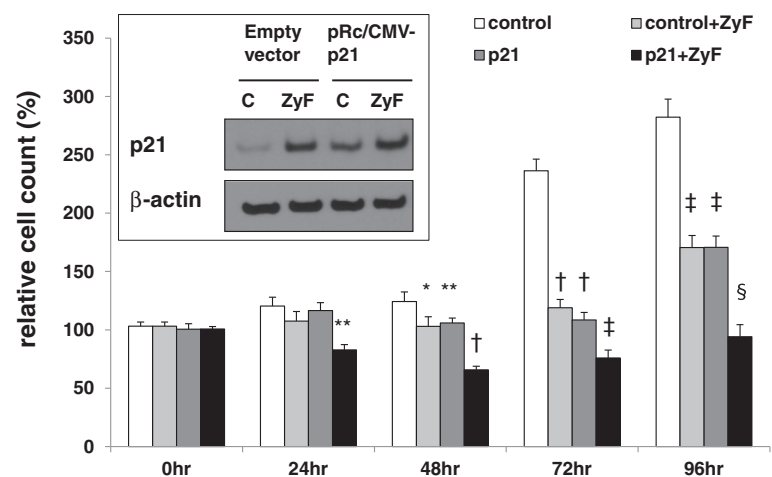 control
control+ZyF
p21
p21+ZyF
Empty vector
pRc/CMV-p21
C
ZyF
C
ZyF
p21
β-actin
relative cell count (%)
350
300
250
200
150
100
50
0
**
*
**
†
†
†
‡
‡
‡
§
0hr
24hr
48hr
72hr
96hr